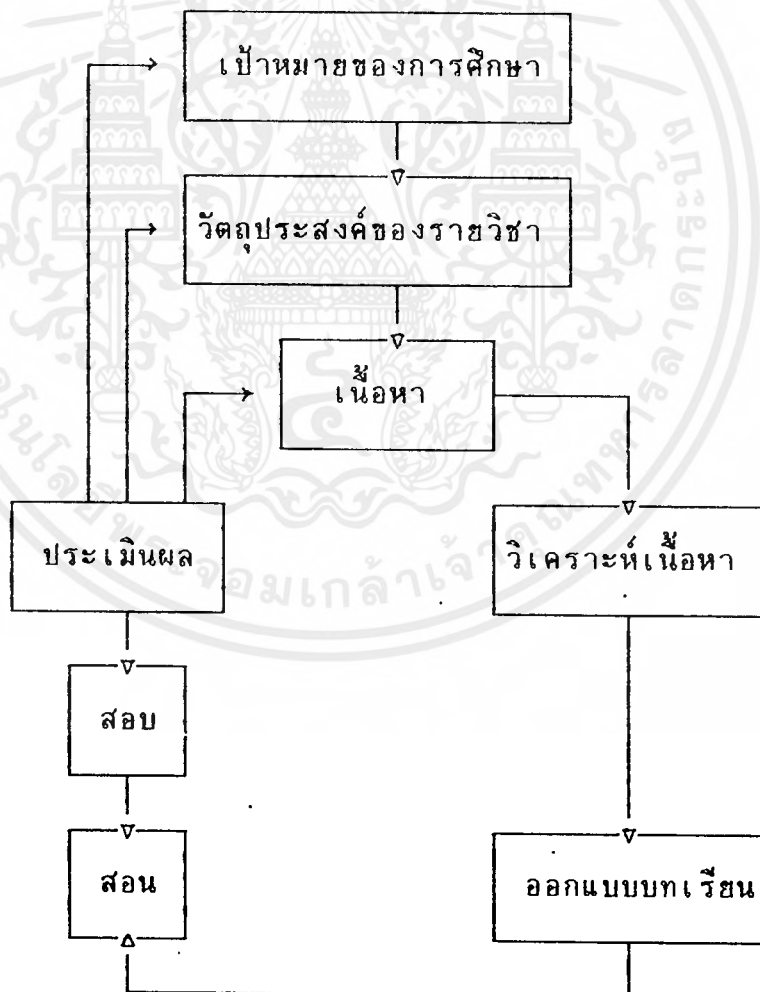 เป้าหมายของการศึกษา
วัตถุประสงค์ของรายวิชา
เนื้อหา
ประเมินผล
วิเคราะห์เนื้อหา
สอบ
สอน
ออกแบบบทเรียน